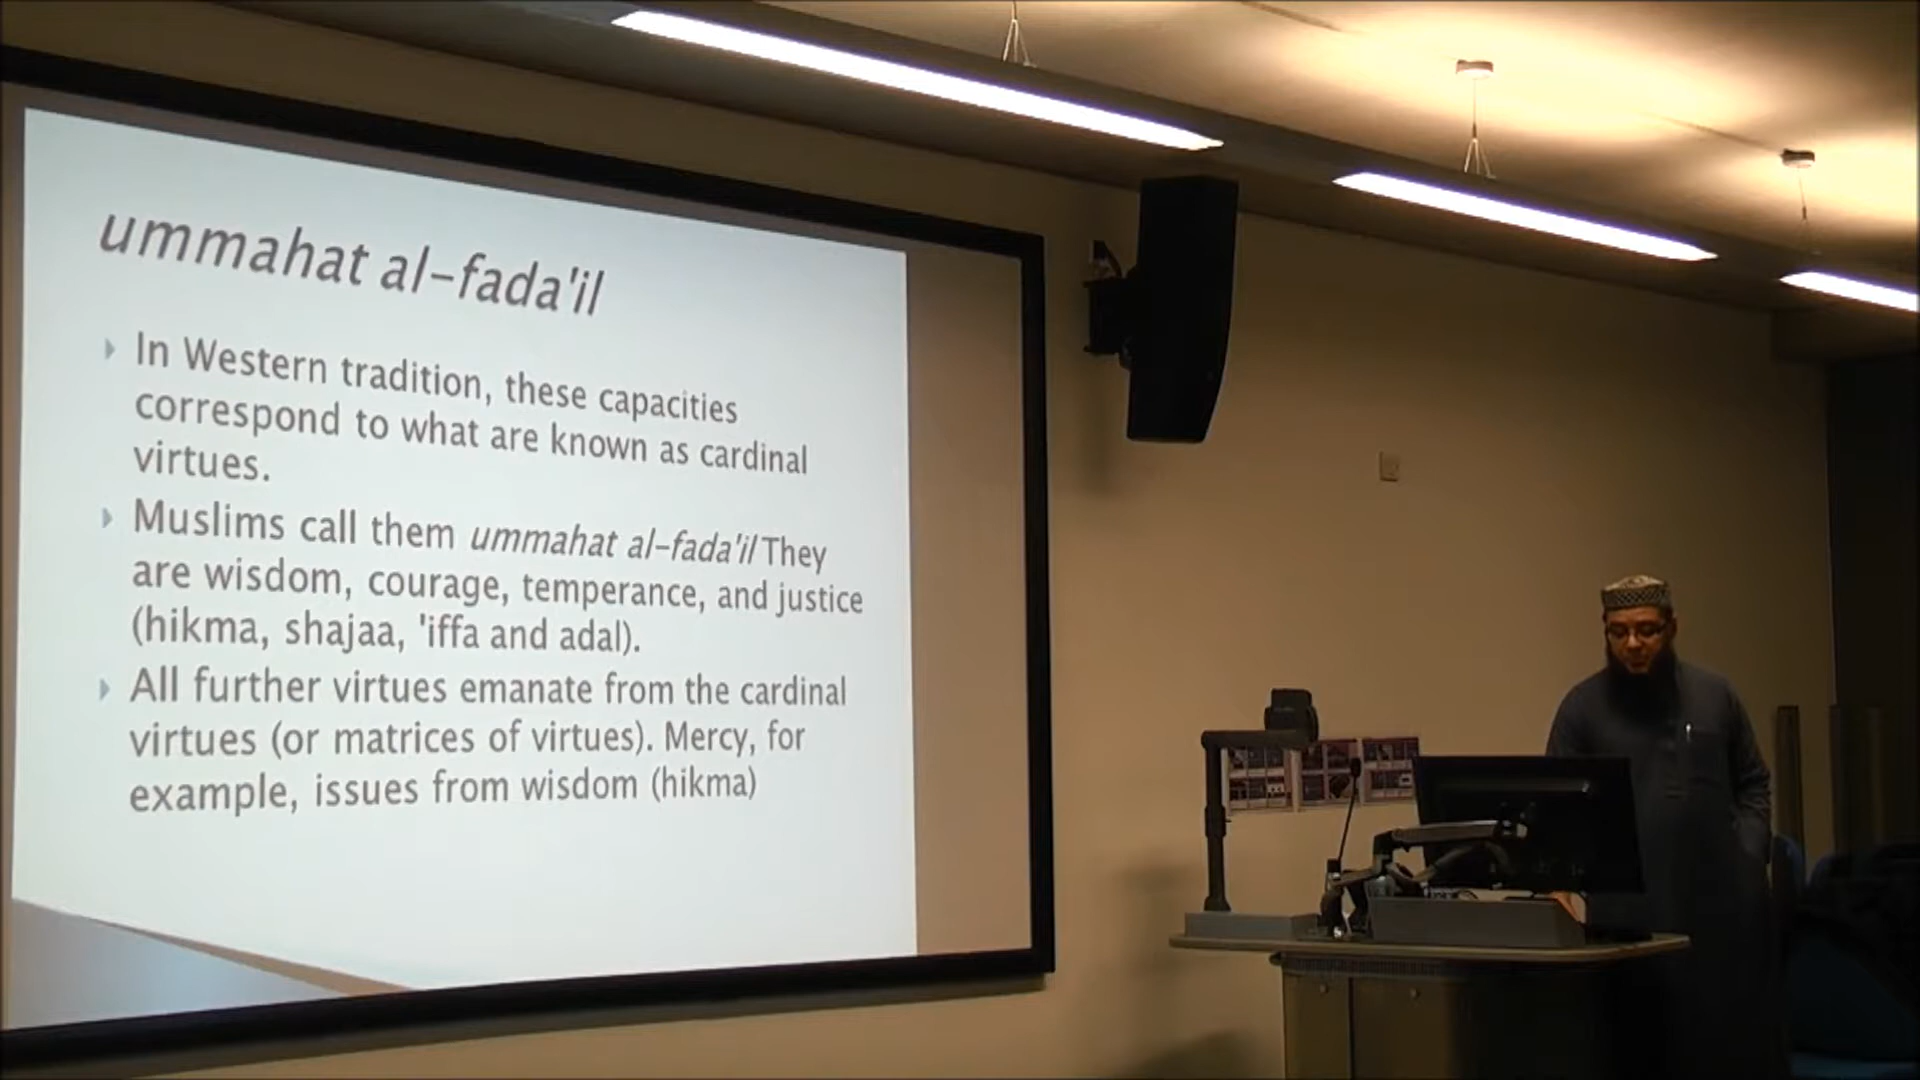 ummahat al-fada'il
In Western tradition, these capacities
correspond to what are known as cardinal
virtues.
Muslims call them ummahat al-fada'il They
are wisdom, courage, temperance, and justice
(hikma, shajaa, 'iffa and adal).
All further virtues emanate from the cardinal
virtues (or matrices of virtues). Mercy, for
example, issues from wisdom (hikma)